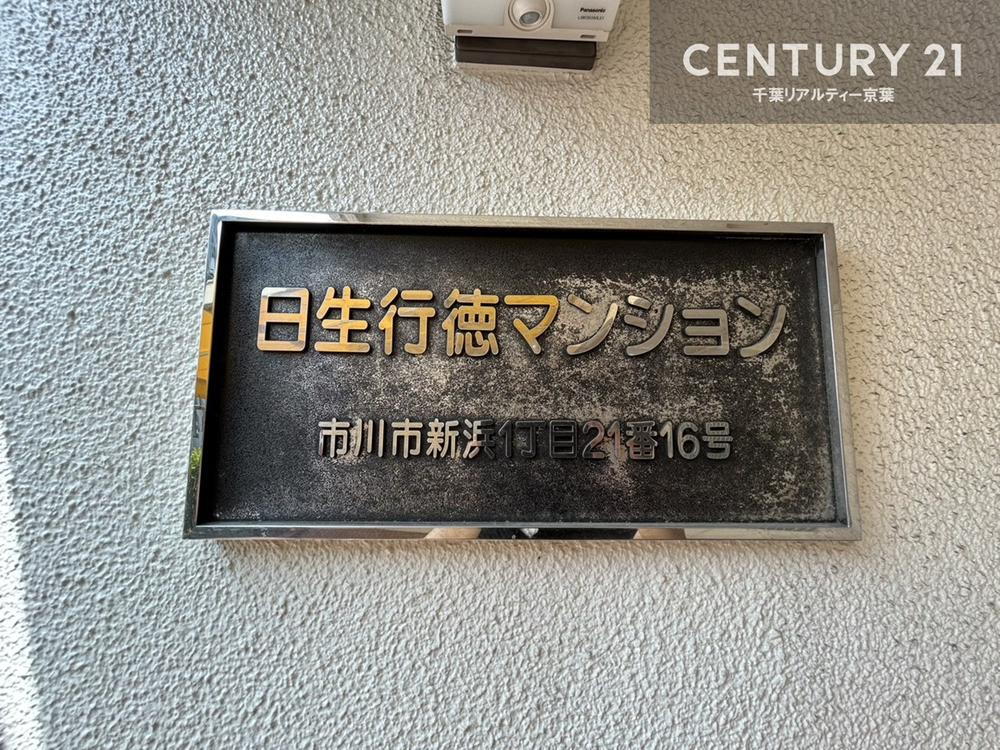 Panasonic
CENTURY 21
千葉リアルティー京葉
日生行徳マンション
市川市新浜1丁目21番16号